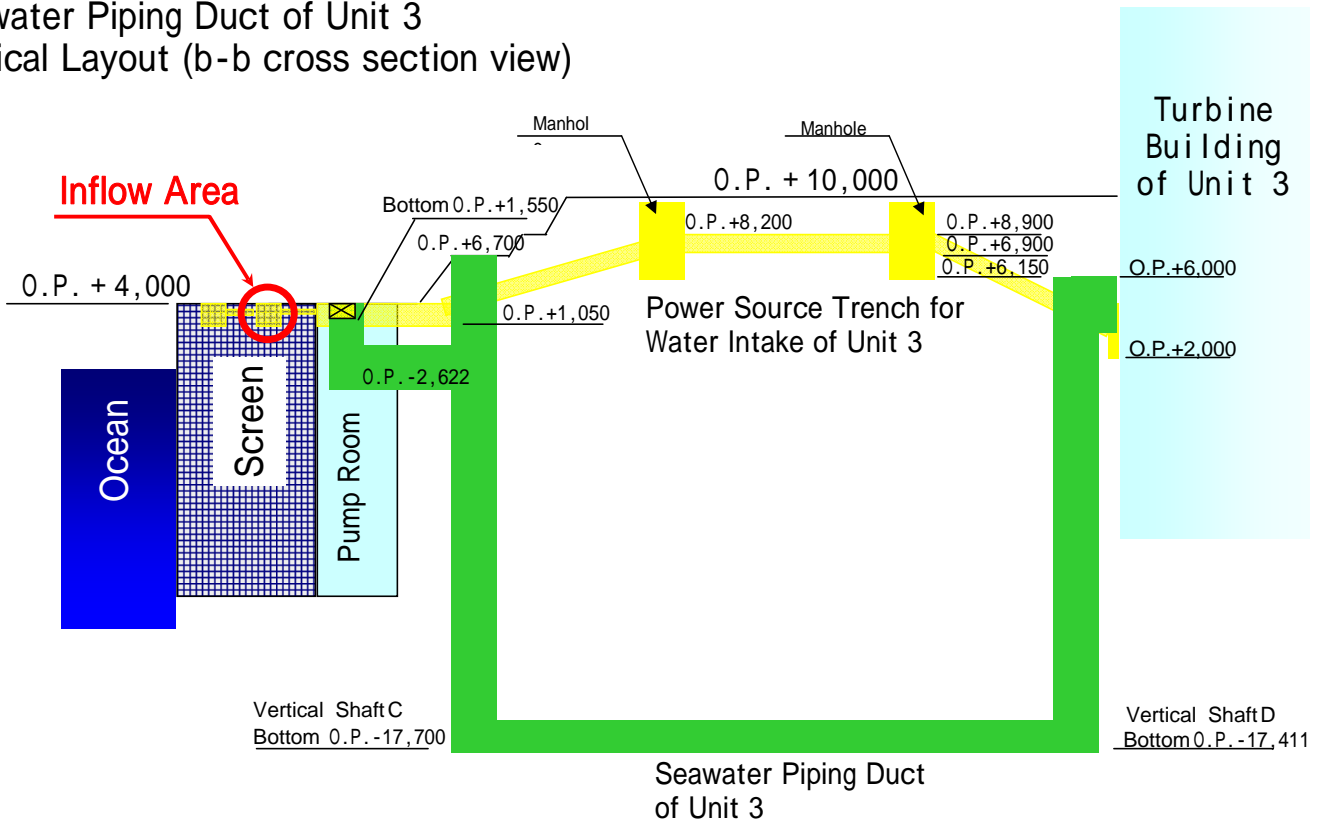 water Piping Duct of Unit 3
ical Layout (b-b cross section view)
Manhol
Manhole
Turbine
Building
of Unit 3
Inflow Area
O.P. + 10,000
Bottom O.P.+1,550
O.P.+8,200
O.P.+8,900
O.P.+6,700
O.P.+6,900
O.P.+6,150
O.P.+6,000
O.P. + 4,000
O.P.+1,050
Power Source Trench for
Water Intake of Unit 3
O.P.+2,000
O.P.-2,622
Ocean
Screen
Pump Room
Vertical Shaft C
Bottom O.P.-17,700
Vertical Shaft D
Bottom O.P.-17,411
Seawater Piping Duct
of Unit 3